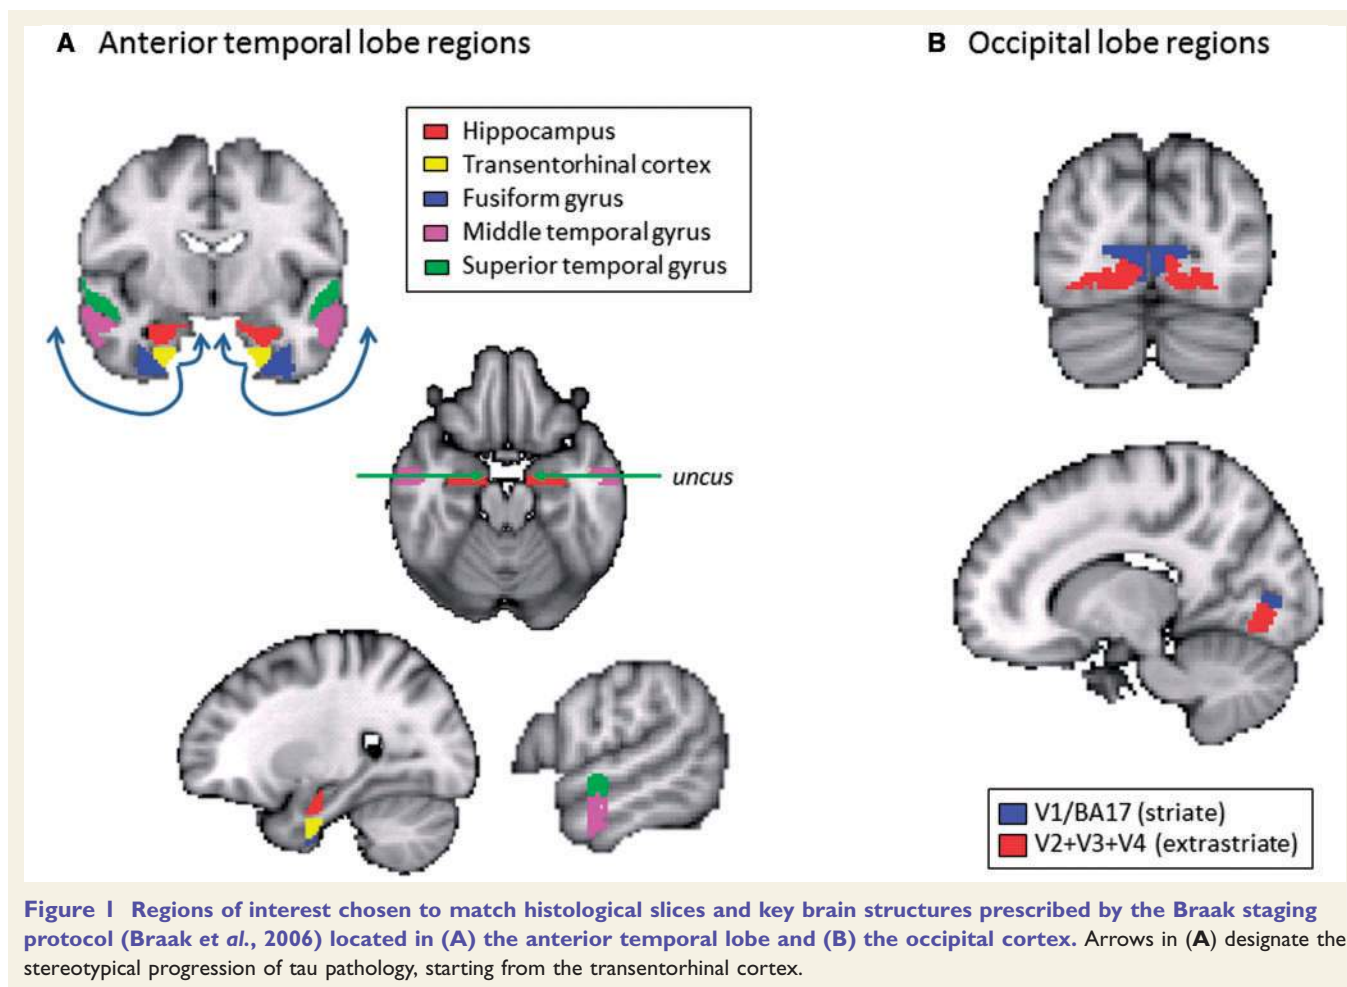 A Anterior temporal lobe regions
Hippocampus
Transentorhinal cortex
Fusiform gyrus
Middle temporal gyrus
Superior temporal gyrus
uncus
B Occipital lobe regions
V1/BA17 (striate)
V2+V3+V4 (extrastriate)
Figure 1 Regions of interest chosen to match histological slices and key brain structures prescribed by the Braak staging
protocol (Braak et al., 2006) located in (A) the anterior temporal lobe and (B) the occipital cortex. Arrows in (A) designate the
stereotypical progression of tau pathology, starting from the transentorhinal cortex.